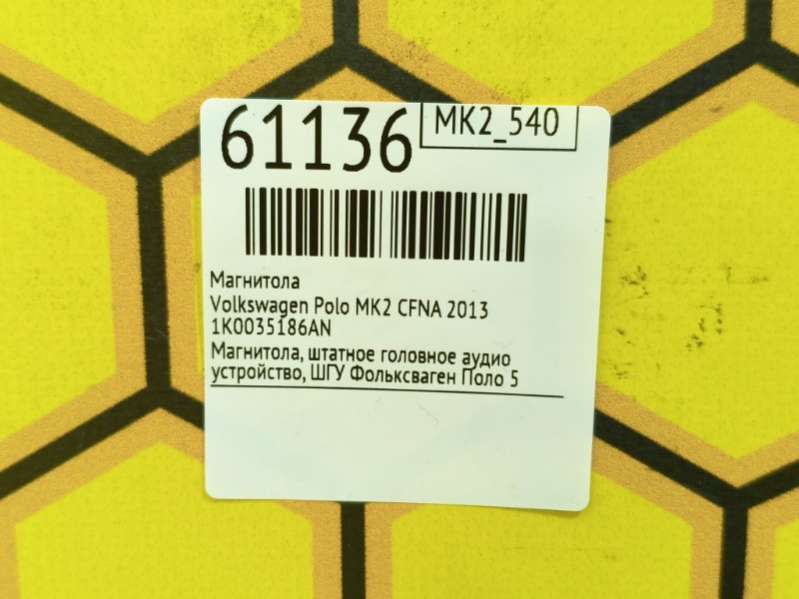 61136
MK2_540
Магнитола
Volkswagen Polo MK2 CFNA 2013
1K0035186AN
Магнитола, штатное головное аудио
устройство, ШГУ Фольксваген Поло 5